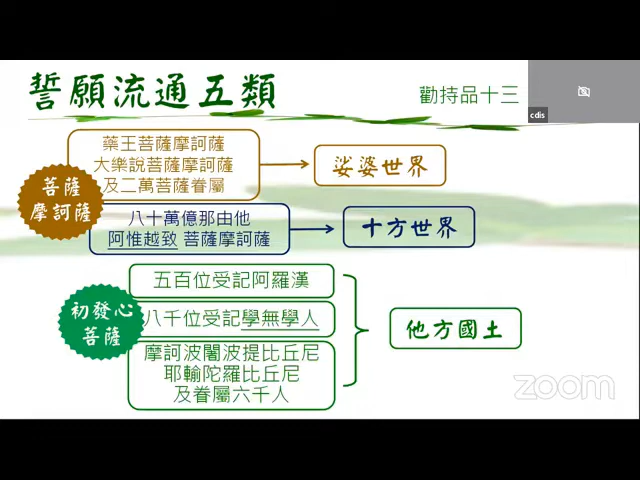 誓願流通五類
勸持品十三
cdis
藥王菩薩摩訶薩
大樂說菩薩摩訶薩
及二萬菩薩眷屬
娑婆世界
菩薩
摩訶薩
八十萬億那由他
阿惟越致 菩薩摩訶薩
十方世界
五百位受記阿羅漢
初發心
菩薩
八千位受記學無學人
他方國土
摩訶波闍波提比丘尼
耶輸陀羅比丘尼
及眷屬六千人
zoom